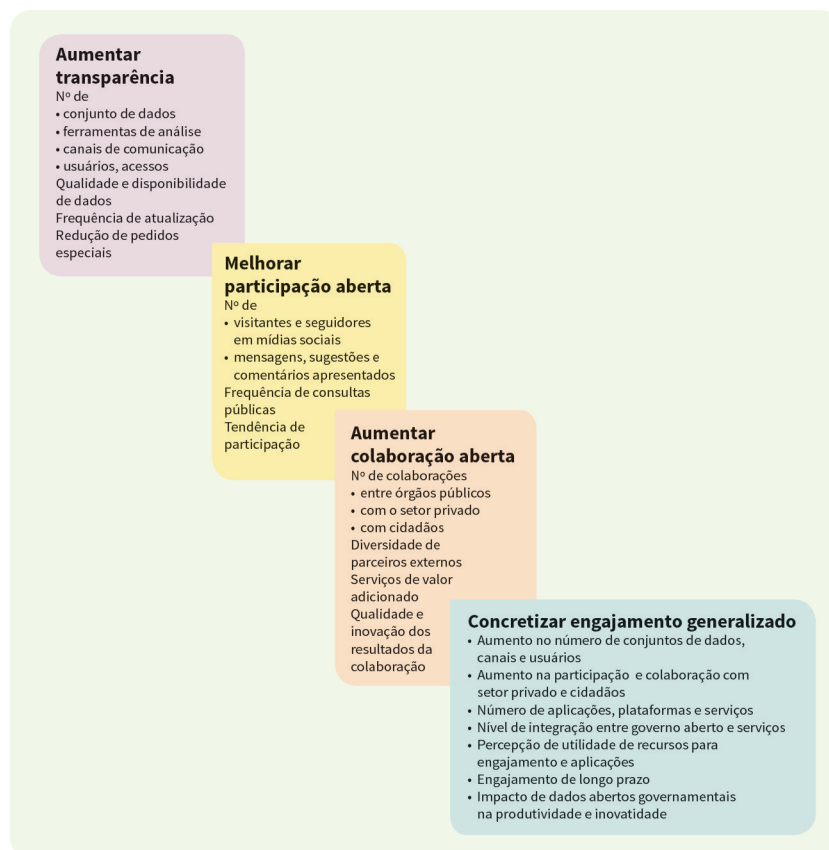 Aumentar
transparência
Nº de
• conjunto de dados
• ferramentas de análise
• canais de comunicação
• usuários, acessos
Qualidade e disponibilidade
de dados
Frequência de atualização
Redução de pedidos
especiais
Melhorar
participação aberta
Nº de
• visitantes e seguidores
em mídias sociais
• mensagens, sugestões e
comentários apresentados
Frequência de consultas
públicas
Tendência de
participação
Aumentar
colaboração aberta
Nº de colaborações
• entre órgãos públicos
• com o setor privado
• com cidadãos
Diversidade de
parceiros externos
Serviços de valor
adicionado
Qualidade e
inovação dos
resultados da
colaboração
Concretizar engajamento generalizado
• Aumento no número de conjuntos de dados,
canais e usuários
• Aumento na participação e colaboração com
setor privado e cidadãos
• Número de aplicações, plataformas e serviços
• Nível de integração entre governo aberto e serviços
• Percepção de utilidade de recursos para
engajamento e aplicações
• Engajamento de longo prazo
• Impacto de dados abertos governamentais
na produtividade e inovatidade